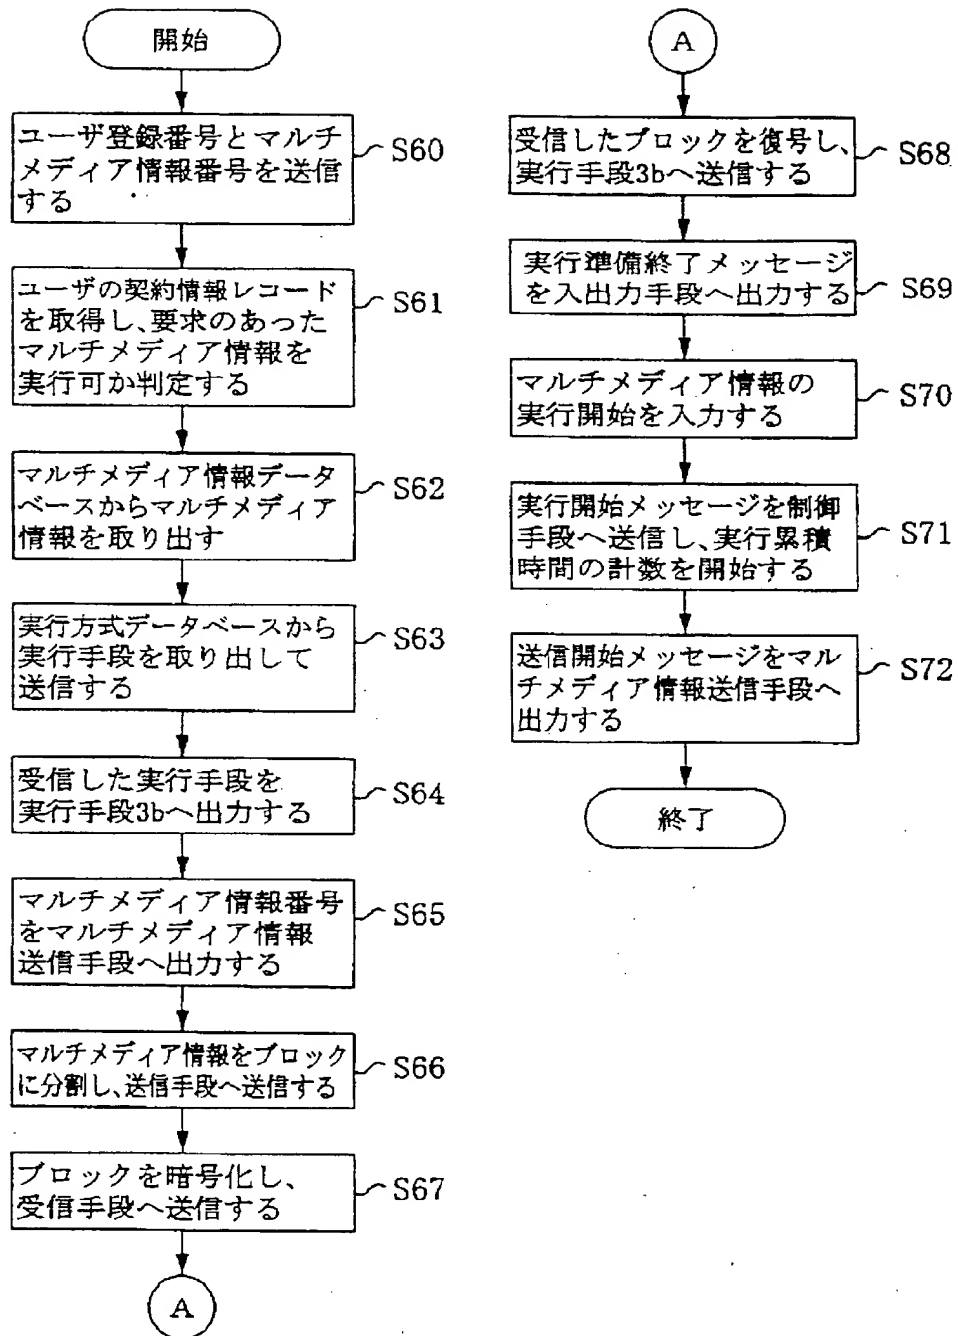 開始
ユーザ登録番号とマルチ
メディア情報番号を送信
する
S60
ユーザの契約情報レコード
を取得し、要求のあった
マルチメディア情報を
実行可か判定する
S61
マルチメディア情報データ
ベースからマルチメディア
情報を取り出す
S62
実行方式データベースから
実行手段を取り出して
送信する
S63
受信した実行手段を
実行手段3bへ出力する
S64
マルチメディア情報番号
をマルチメディア情報
送信手段へ出力する
S65
マルチメディア情報をブロック
に分割し、送信手段へ送信する
S66
ブロックを暗号化し、
受信手段へ送信する
S67
A
A
受信したブロックを復号し、
実行手段3bへ送信する
S68
実行準備終了メッセージ
を入出力手段へ出力する
S69
マルチメディア情報の
実行開始を入力する
S70
実行開始メッセージを制御
手段へ送信し、実行累積
時間の計数を開始する
S71
送信開始メッセージをマル
チメディア情報送信手段へ
出力する
S72
終了